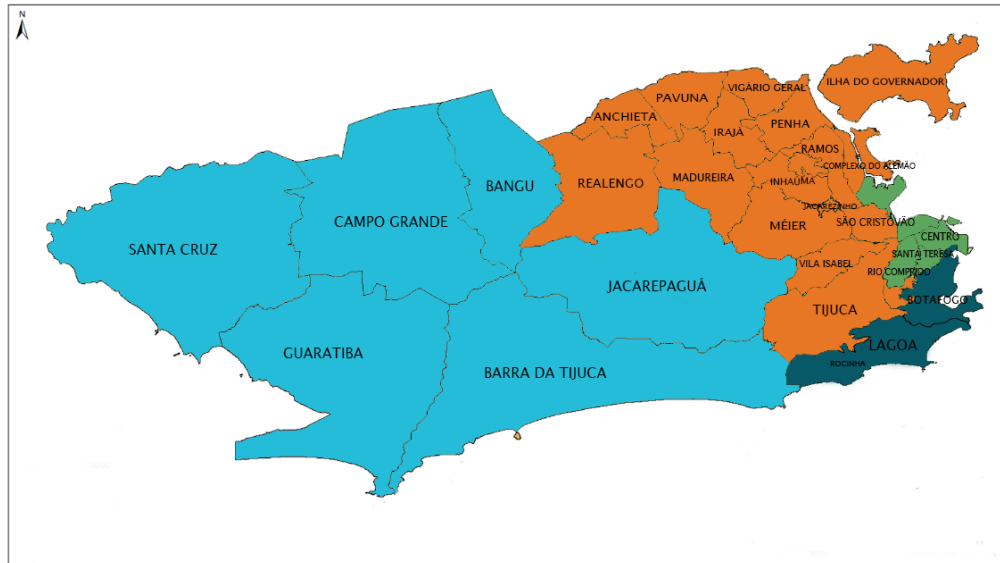 N
ILHA DO GOVERNADOR
VIGÁRIO GERAL
PAVUNA
ANCHIETA
PENHA
IRAJÁ
RAMOS
COMPLEXO DO ALEMÃO
MADUREIRA
INHAÚMA
REALENGO
BANGU
JACAREZINHO
CAMPO GRANDE
MÉIER
SÃO CRISTÓVÃO
CENTRO
SANTA CRUZ
SANTA TERESA
VILA ISABEL
RIO COMPRIDO
JACAREPAGUÁ
BOTAFOGO
TIJUCA
LAGOA
GUARATIBA
ROCINHA
BARRA DA TIJUCA